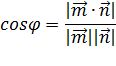 cosφ = |m⃗ · n⃗| / |m⃗||n⃗|